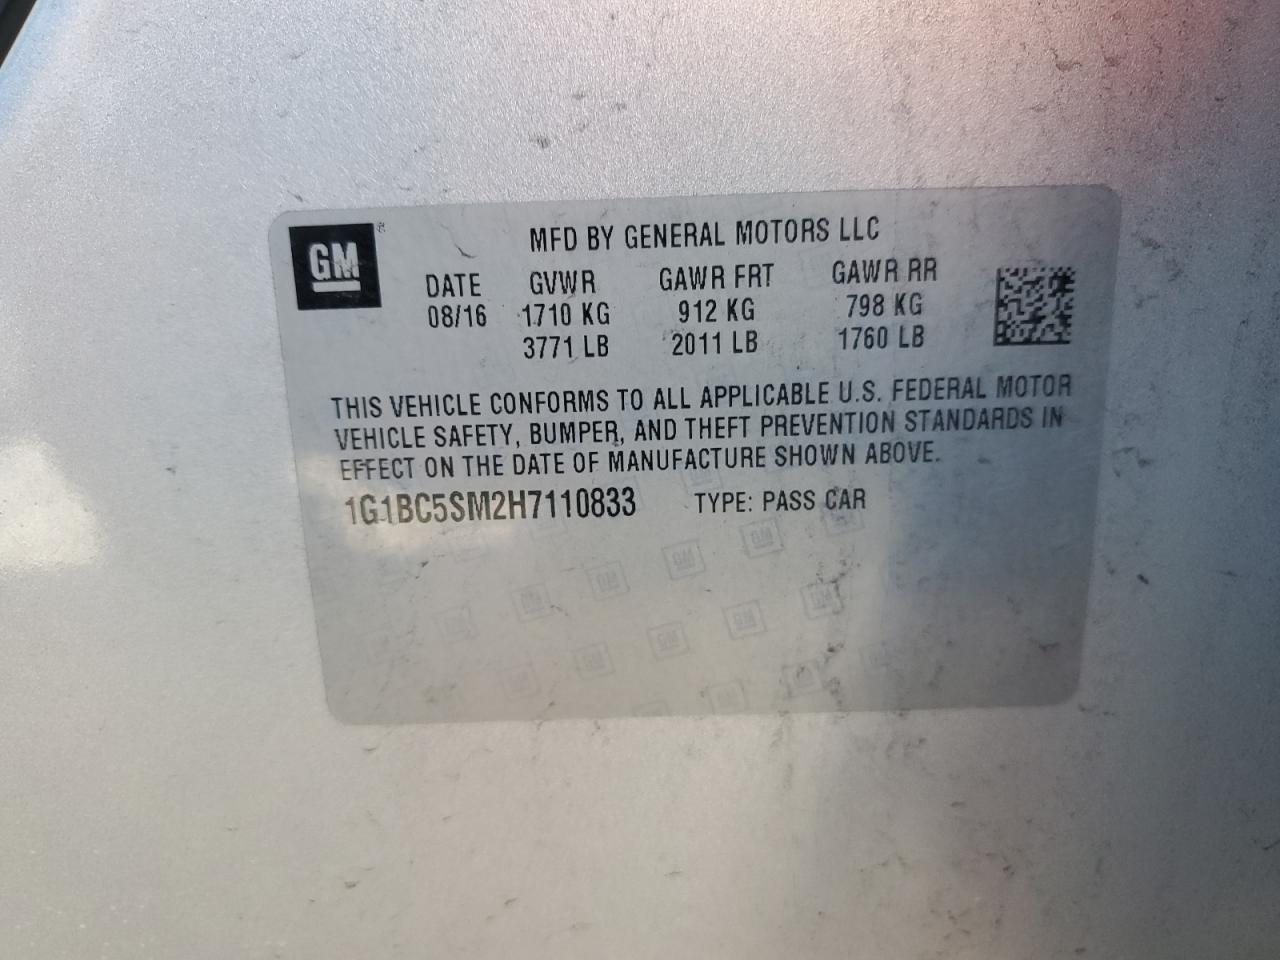 GM®
MFD BY GENERAL MOTORS LLC
DATE GVWR GAWR FRT GAWR RR
08/16 1710 KG 912 KG 798 KG
3771 LB 2011 LB 1760 LB
THIS VEHICLE CONFORMS TO ALL APPLICABLE U.S. FEDERAL MOTOR
VEHICLE SAFETY, BUMPER, AND THEFT PREVENTION STANDARDS IN
EFFECT ON THE DATE OF MANUFACTURE SHOWN ABOVE.
1G1BC5SM2H7110833 TYPE: PASS CAR